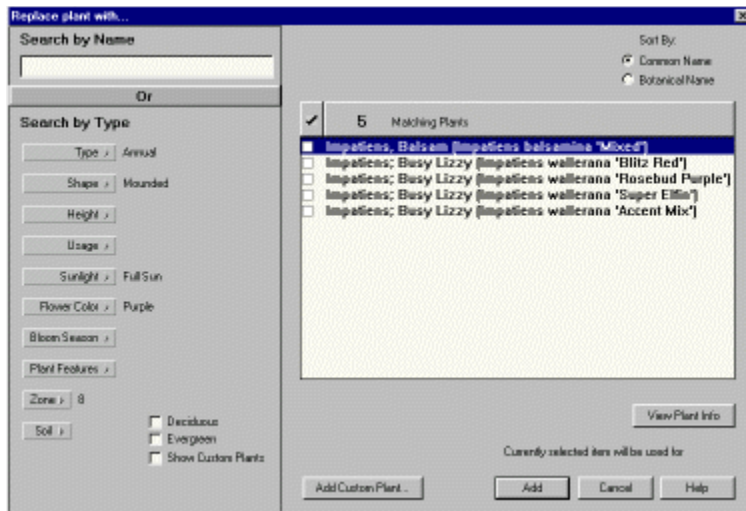 Replace plant with...
Search by Name
Or
Search by Type
Type
Annual
Shape
Mounded
Height
Usage
Sunlight
Full Sun
Flower Color
Purple
Bloom Season
Plant Features
Zone
8
Soil
Deciduous
Evergreen
Show Custom Plants
Sort By:
Common Name
Botanical Name
5 Matching Plants
Impatiens, Balsam (Impatiens balsamina 'Mixed')
Impatiens; Busy Lizzy (Impatiens wallerana 'Blitz Red')
Impatiens; Busy Lizzy (Impatiens wallerana 'Rosebud Purple')
Impatiens; Busy Lizzy (Impatiens wallerana 'Super Elfin')
Impatiens; Busy Lizzy (Impatiens wallerana 'Accent Mix')
View Plant Info
Currently selected item will be used for
Add Custom Plant...
Add
Cancel
Help